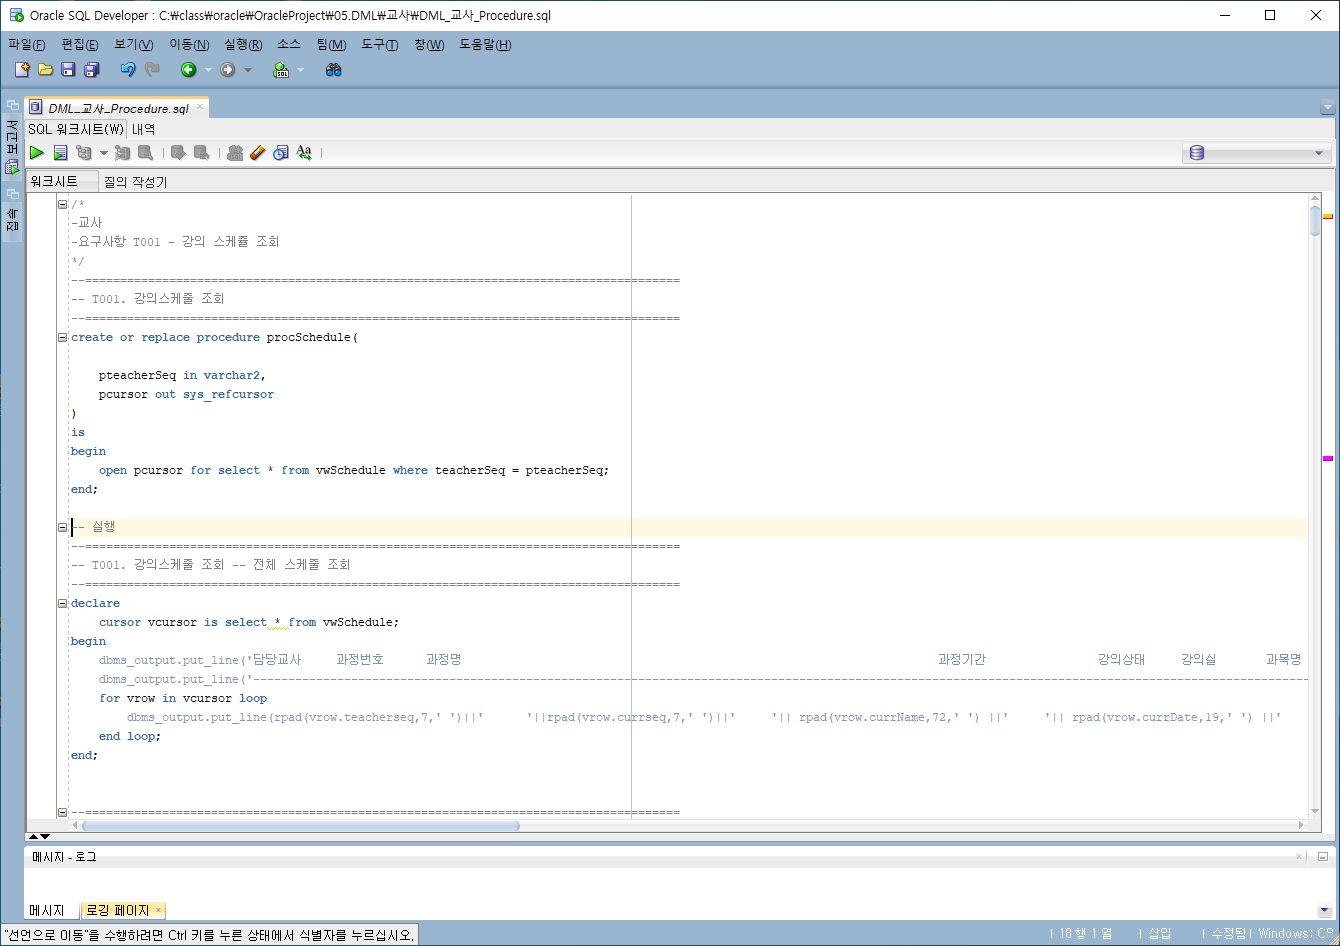 Oracle SQL Developer : C:₩class₩oracle₩OracleProject₩05.DML₩교사₩DML_교사_Procedure.sql
파일(F) 편집(E) 보기(V) 이동(N) 실행(R) 소스 팀(M) 도구(T) 창(W) 도움말(H)
DML_교사_Procedure.sql
SQL 워크시트(W) 내역
워크시트 질의 작성기
보고서
접속
/*
-교사
-요구사항 T001 - 강의 스케쥴 조회
*/
--=====================================================================================
-- T001. 강의스케줄 조회
--=====================================================================================
create or replace procedure procSchedule(
pteacherSeq in varchar2,
pcursor out sys_refcursor
)
is
begin
open pcursor for select * from vwSchedule where teacherSeq = pteacherSeq;
end;
-- 실행
--=====================================================================================
-- T001. 강의스케줄 조회 -- 전체 스케줄 조회
--=====================================================================================
declare
cursor vcursor is select * from vwSchedule;
begin
dbms_output.put_line('담당교사 과정번호 과정명 과정기간 강의상태 강의실 과목명
dbms_output.put_line('------------------------------------------------------------------------------------------------------------------------------------------------------
for vrow in vcursor loop
dbms_output.put_line(rpad(vrow.teacherseq,7,' ')||' '||rpad(vrow.currseq,7,' ')||' '|| rpad(vrow.currName,72,' ') ||' '|| rpad(vrow.currDate,19,' ') ||'
end loop;
end;
--=====================================================================================
메시지 - 로그
메시지 로깅 페이지
"선언으로 이동"을 수행하려면 Ctrl 키를 누른 상태에서 식별자를 누르십시오.
18 행 1 열 삽입 수정됨 Windows: